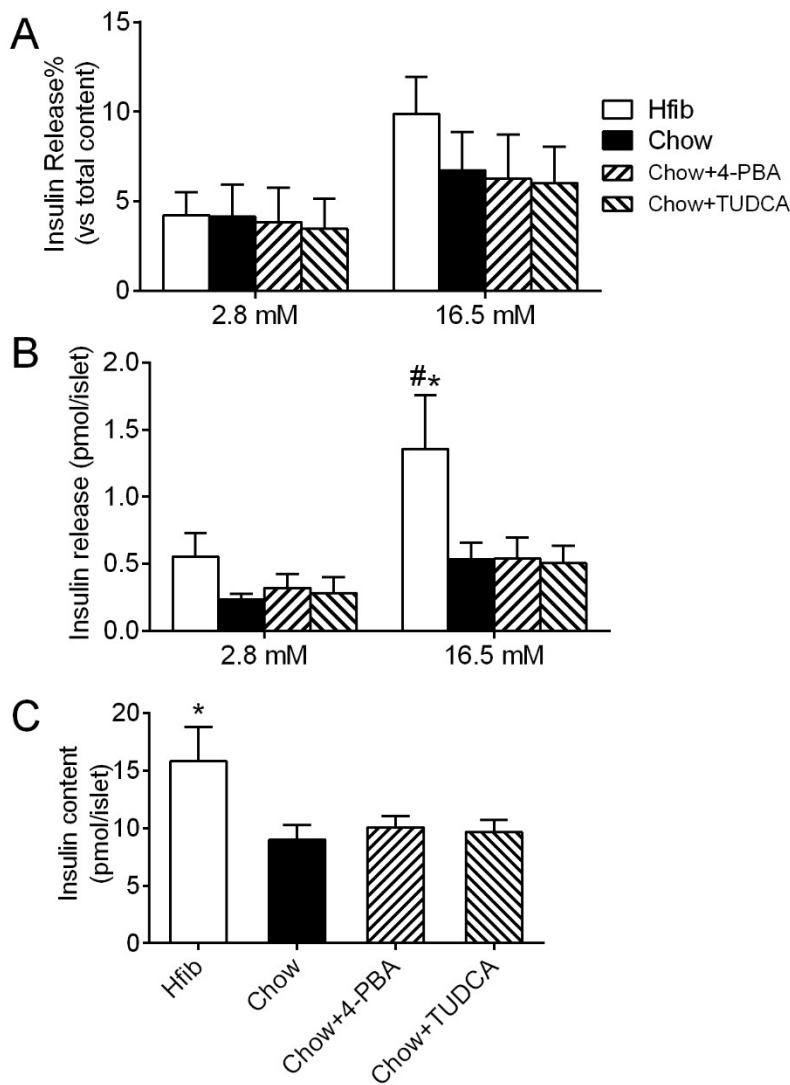 A
Insulin Release%
(vs total content)
15
10
5
0
2.8 mM
16.5 mM
Hfib
Chow
Chow+4-PBA
Chow+TUDCA
B
Insulin release (pmol/islet)
2.0
1.5
1.0
0.5
0.0
#*
2.8 mM
16.5 mM
C
Insulin content
(pmol/islet)
20
15
10
5
0
*
Hfib
Chow
Chow+4-PBA
Chow+TUDCA